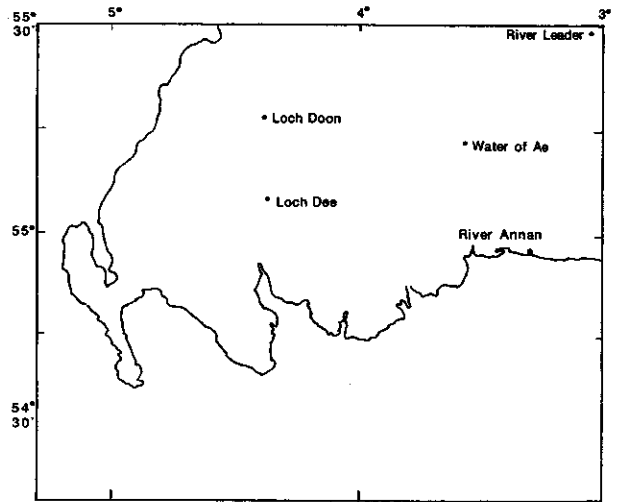 55° 5° 4° 3°
30'
River Leader
Loch Doon
Water of Ae
Loch Dee
55°
River Annan
54°
30'